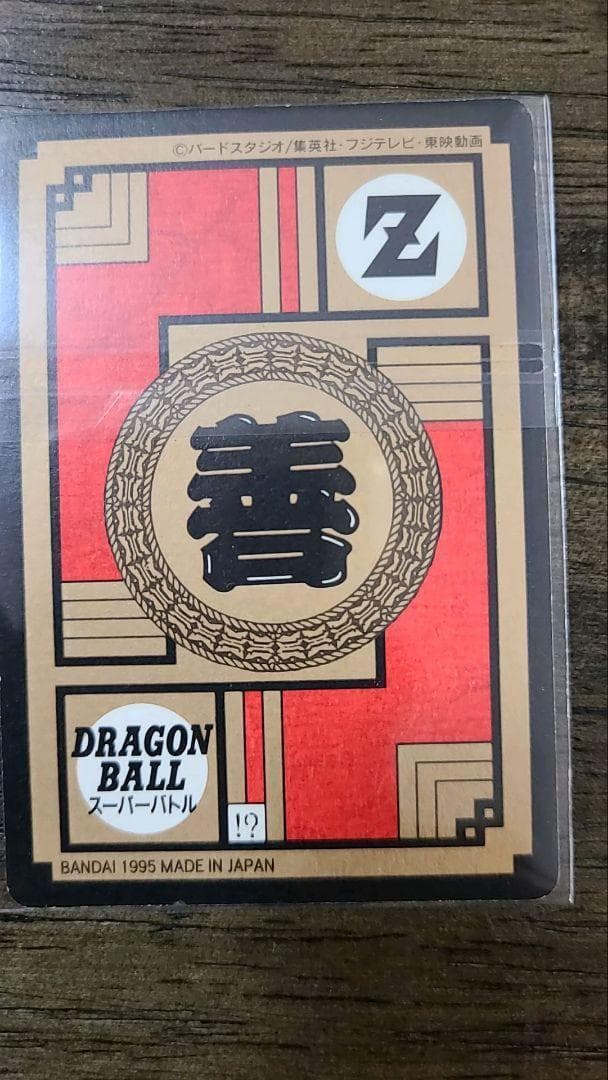 ©バードスタジオ/集英社・フジテレビ・東映動画
Z
善
DRAGON
BALL
スーパーバトル
!?
BANDAI 1995 MADE IN JAPAN